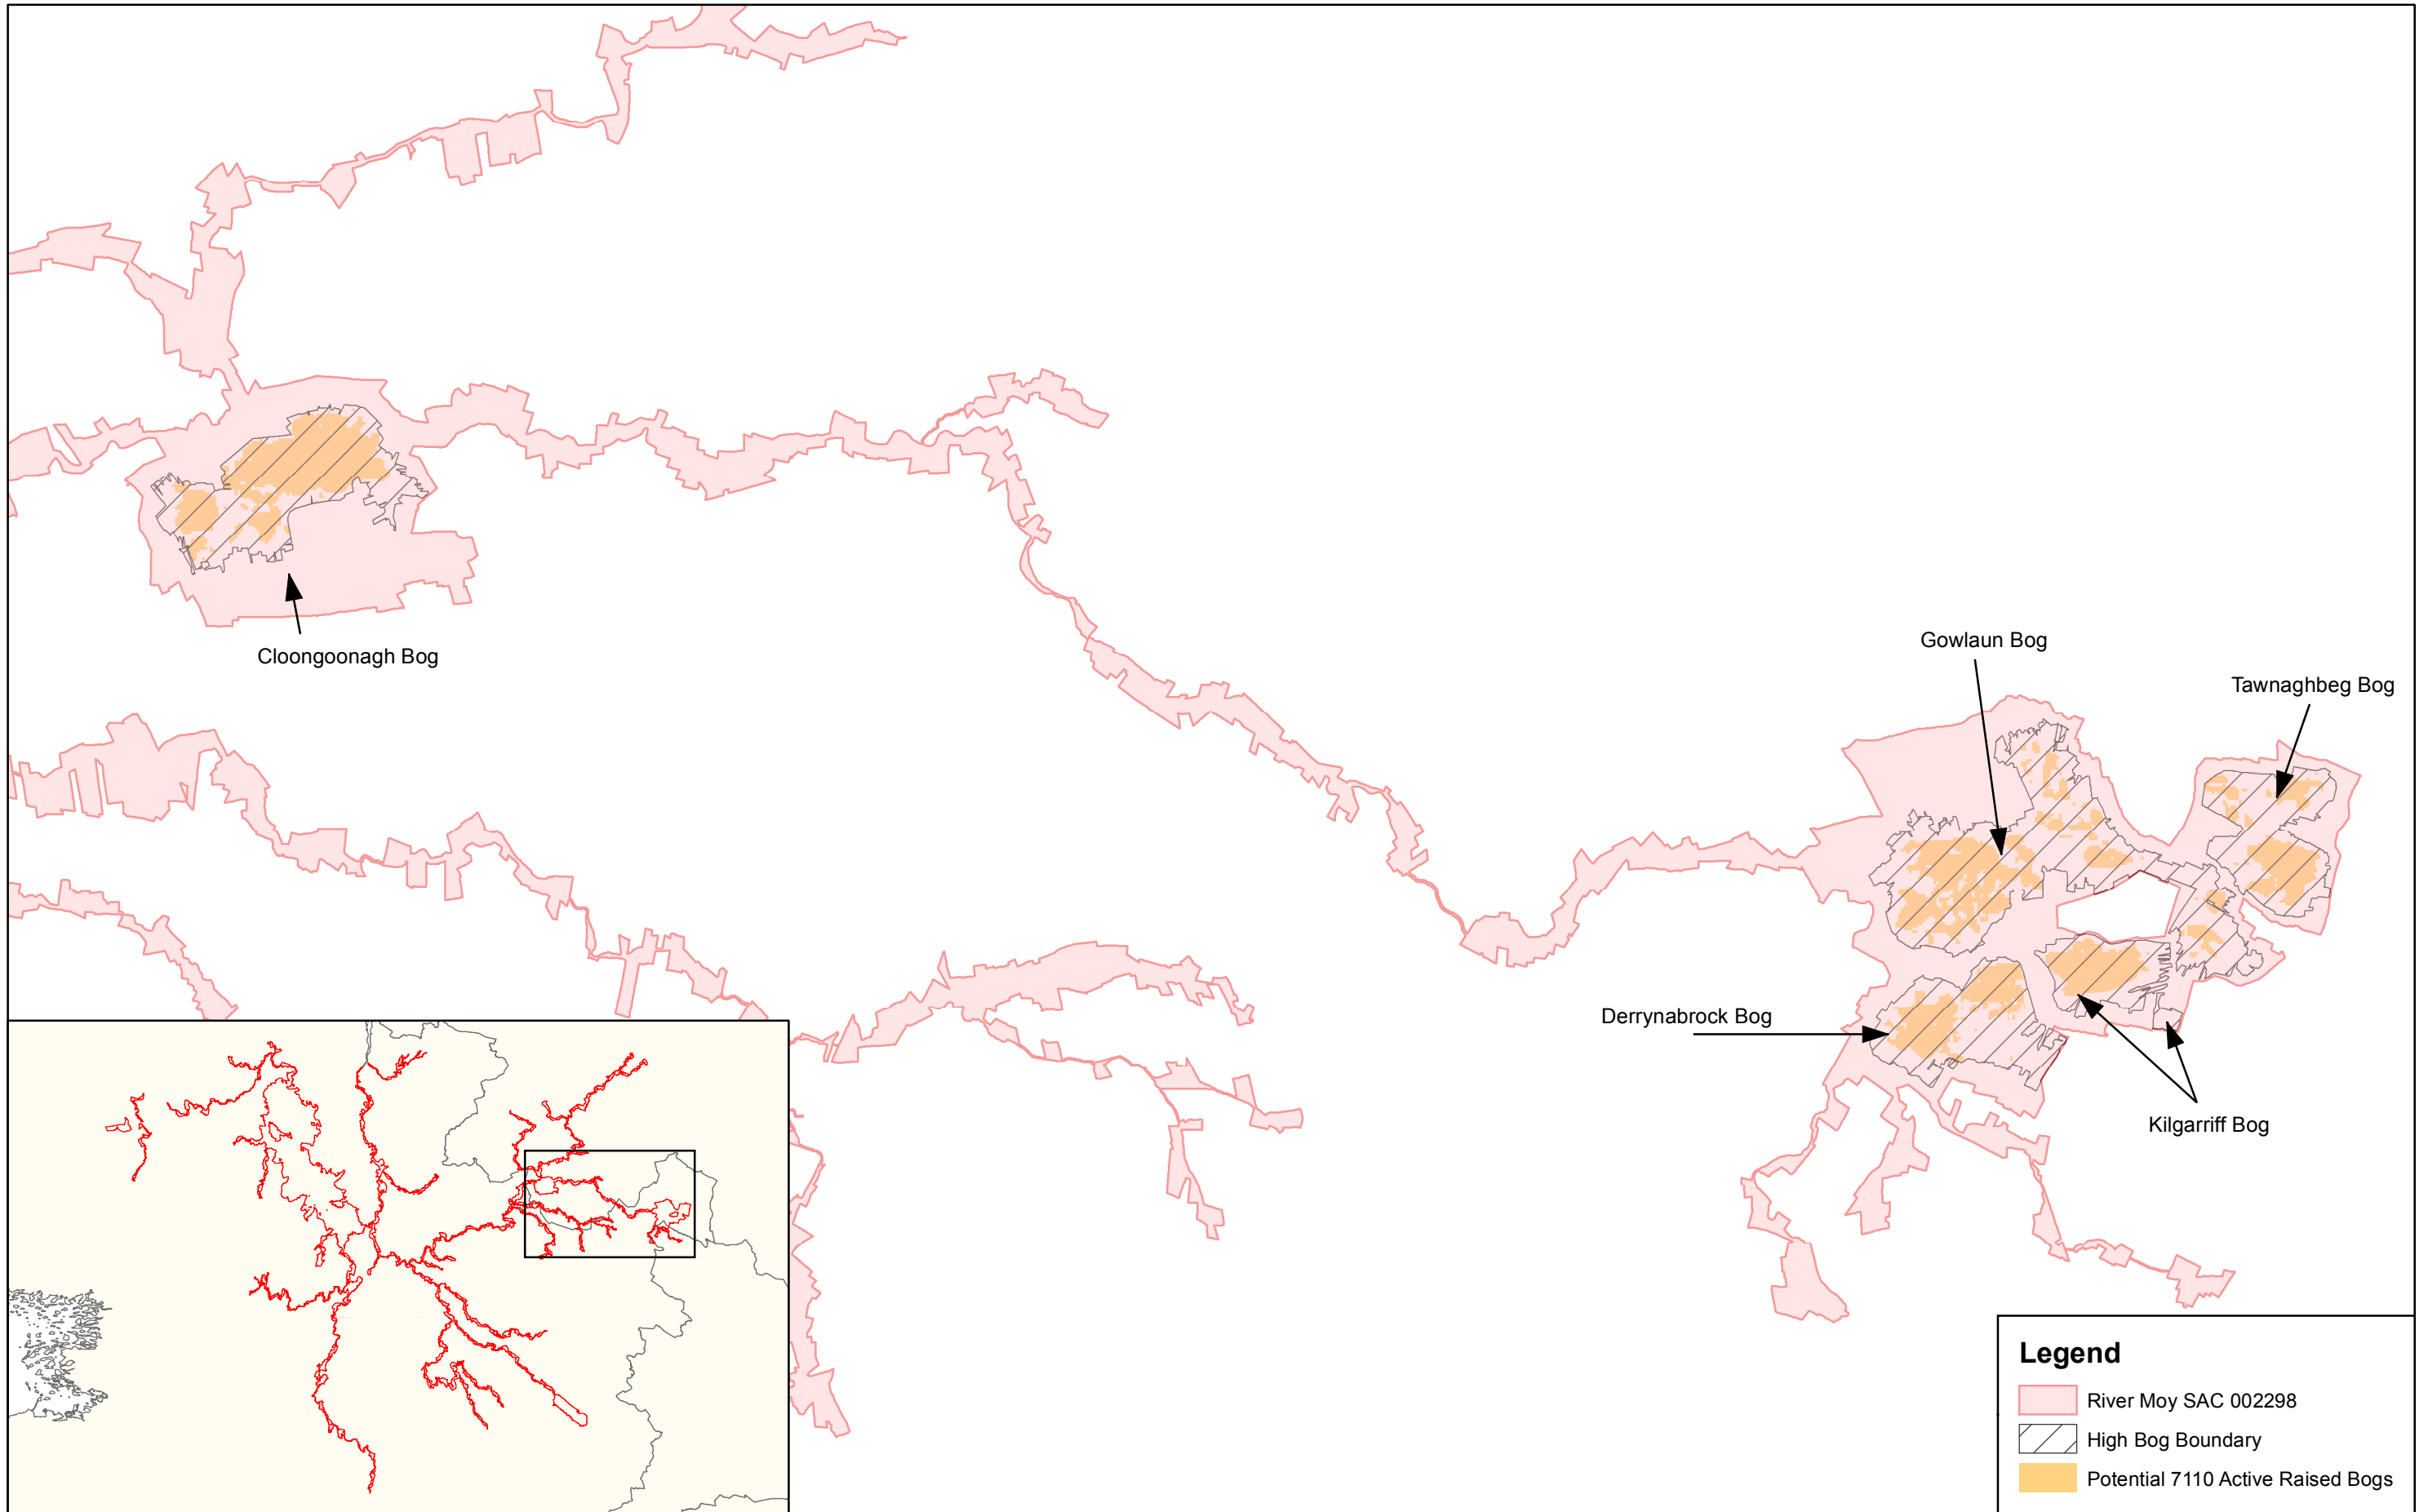 Cloongoonagh Bog
Gowlaun Bog
Tawnaghbeg Bog
Derrynabrock Bog
Kilgarriff Bog
Legend
River Moy SAC 002298
High Bog Boundary
Potential 7110 Active Raised Bogs